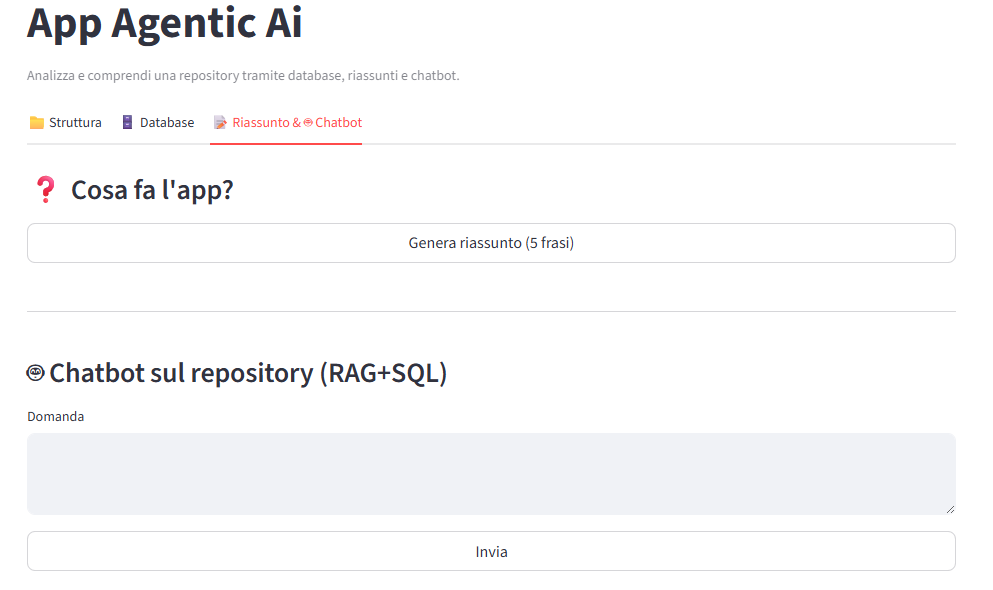 App Agentic Ai
Analizza e comprendi una repository tramite database, riassunti e chatbot.
Struttura Database Riassunto & Chatbot
Cosa fa l'app?
Genera riassunto (5 frasi)
Chatbot sul repository (RAG+SQL)
Domanda
Invia